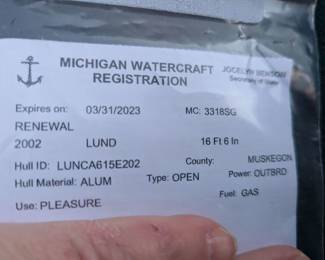 MICHIGAN WATERCRAFT
REGISTRATION
JOCELYN BENSON
Secretary of State
Expires on: 03/31/2023 MC: 3318SG
RENEWAL
2002 LUND 16 Ft 6 In
Hull ID: LUNCA615E202 County: MUSKEGON
Hull Material: ALUM Type: OPEN Power: OUTBRD
Use: PLEASURE Fuel: GAS